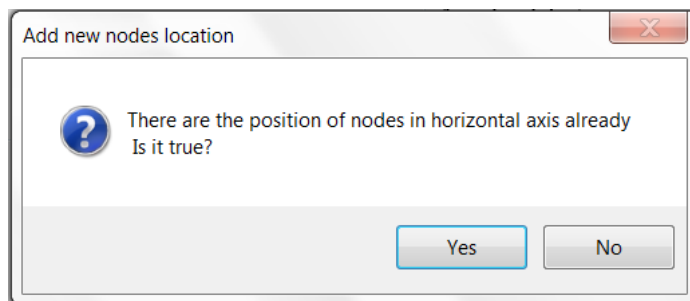 Add new nodes location
There are the position of nodes in horizontal axis already
Is it true?
Yes No